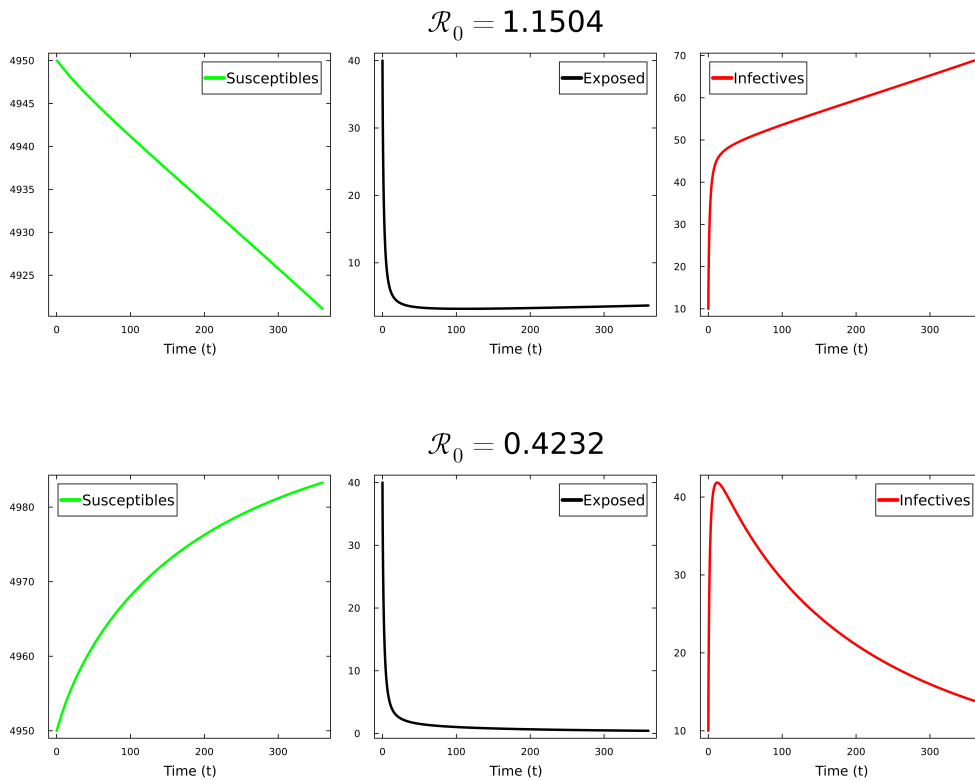 ℛ₀ = 1.1504
Susceptibles
4950
4945
4940
4935
4930
4925
0 100 200 300
Time (t)
Exposed
40
30
20
10
0 100 200 300
Time (t)
Infectives
70
60
50
40
30
20
10
0 100 200 300
Time (t)
ℛ₀ = 0.4232
Susceptibles
4980
4970
4960
4950
0 100 200 300
Time (t)
Exposed
40
30
20
10
0
0 100 200 300
Time (t)
Infectives
40
30
20
10
0 100 200 300
Time (t)